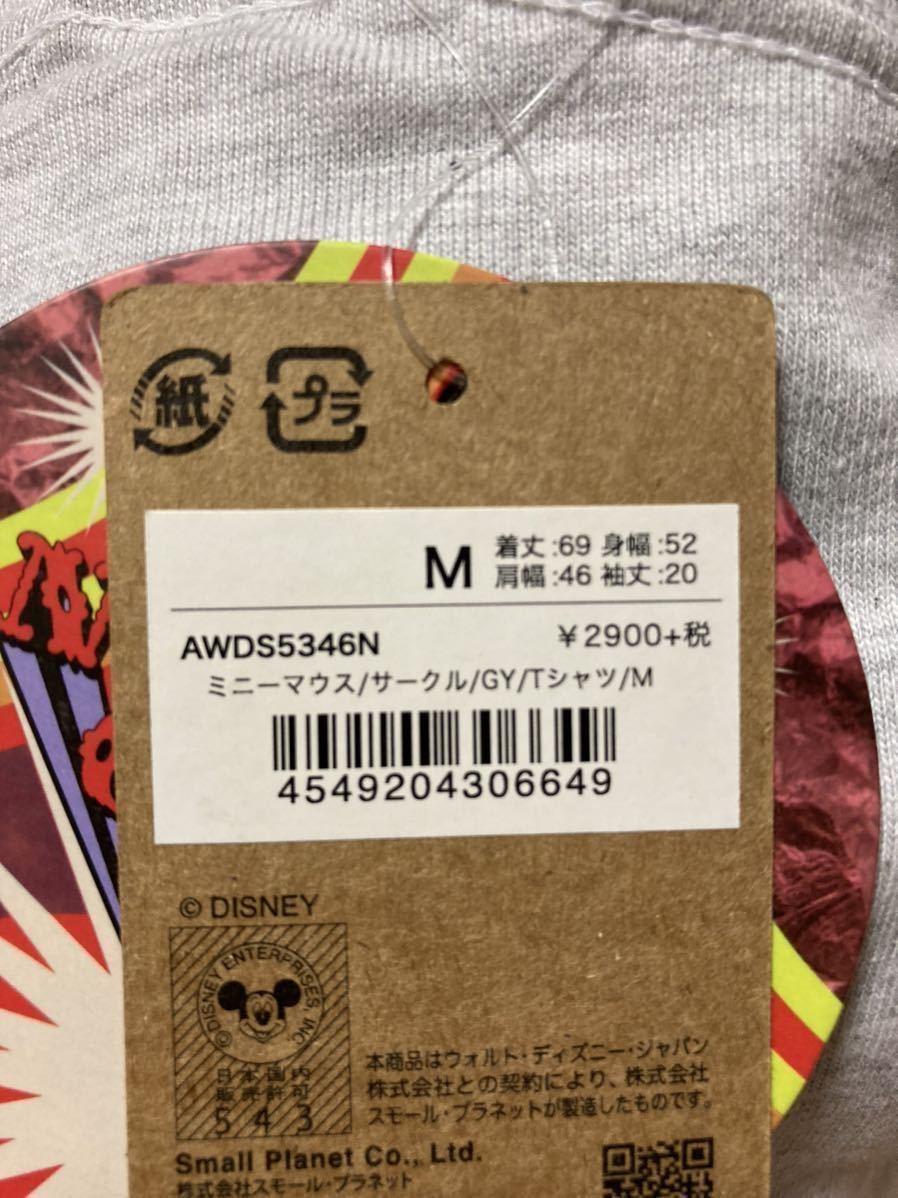 紙 プラ
M 着丈:69 身幅:52
肩幅:46 袖丈:20
AWDS5346N ¥2900+税
ミニーマウス/サークル/GY/Tシャツ/M
4549204306649
© DISNEY
© DISNEY ENTERPRISES, INC.
日本国内
販売許可
543
本商品はウォルト・ディズニー・ジャパン
株式会社との契約により、株式会社
スモール・プラネットが製造したものです。
Small Planet Co., Ltd.
株式会社スモール・プラネット